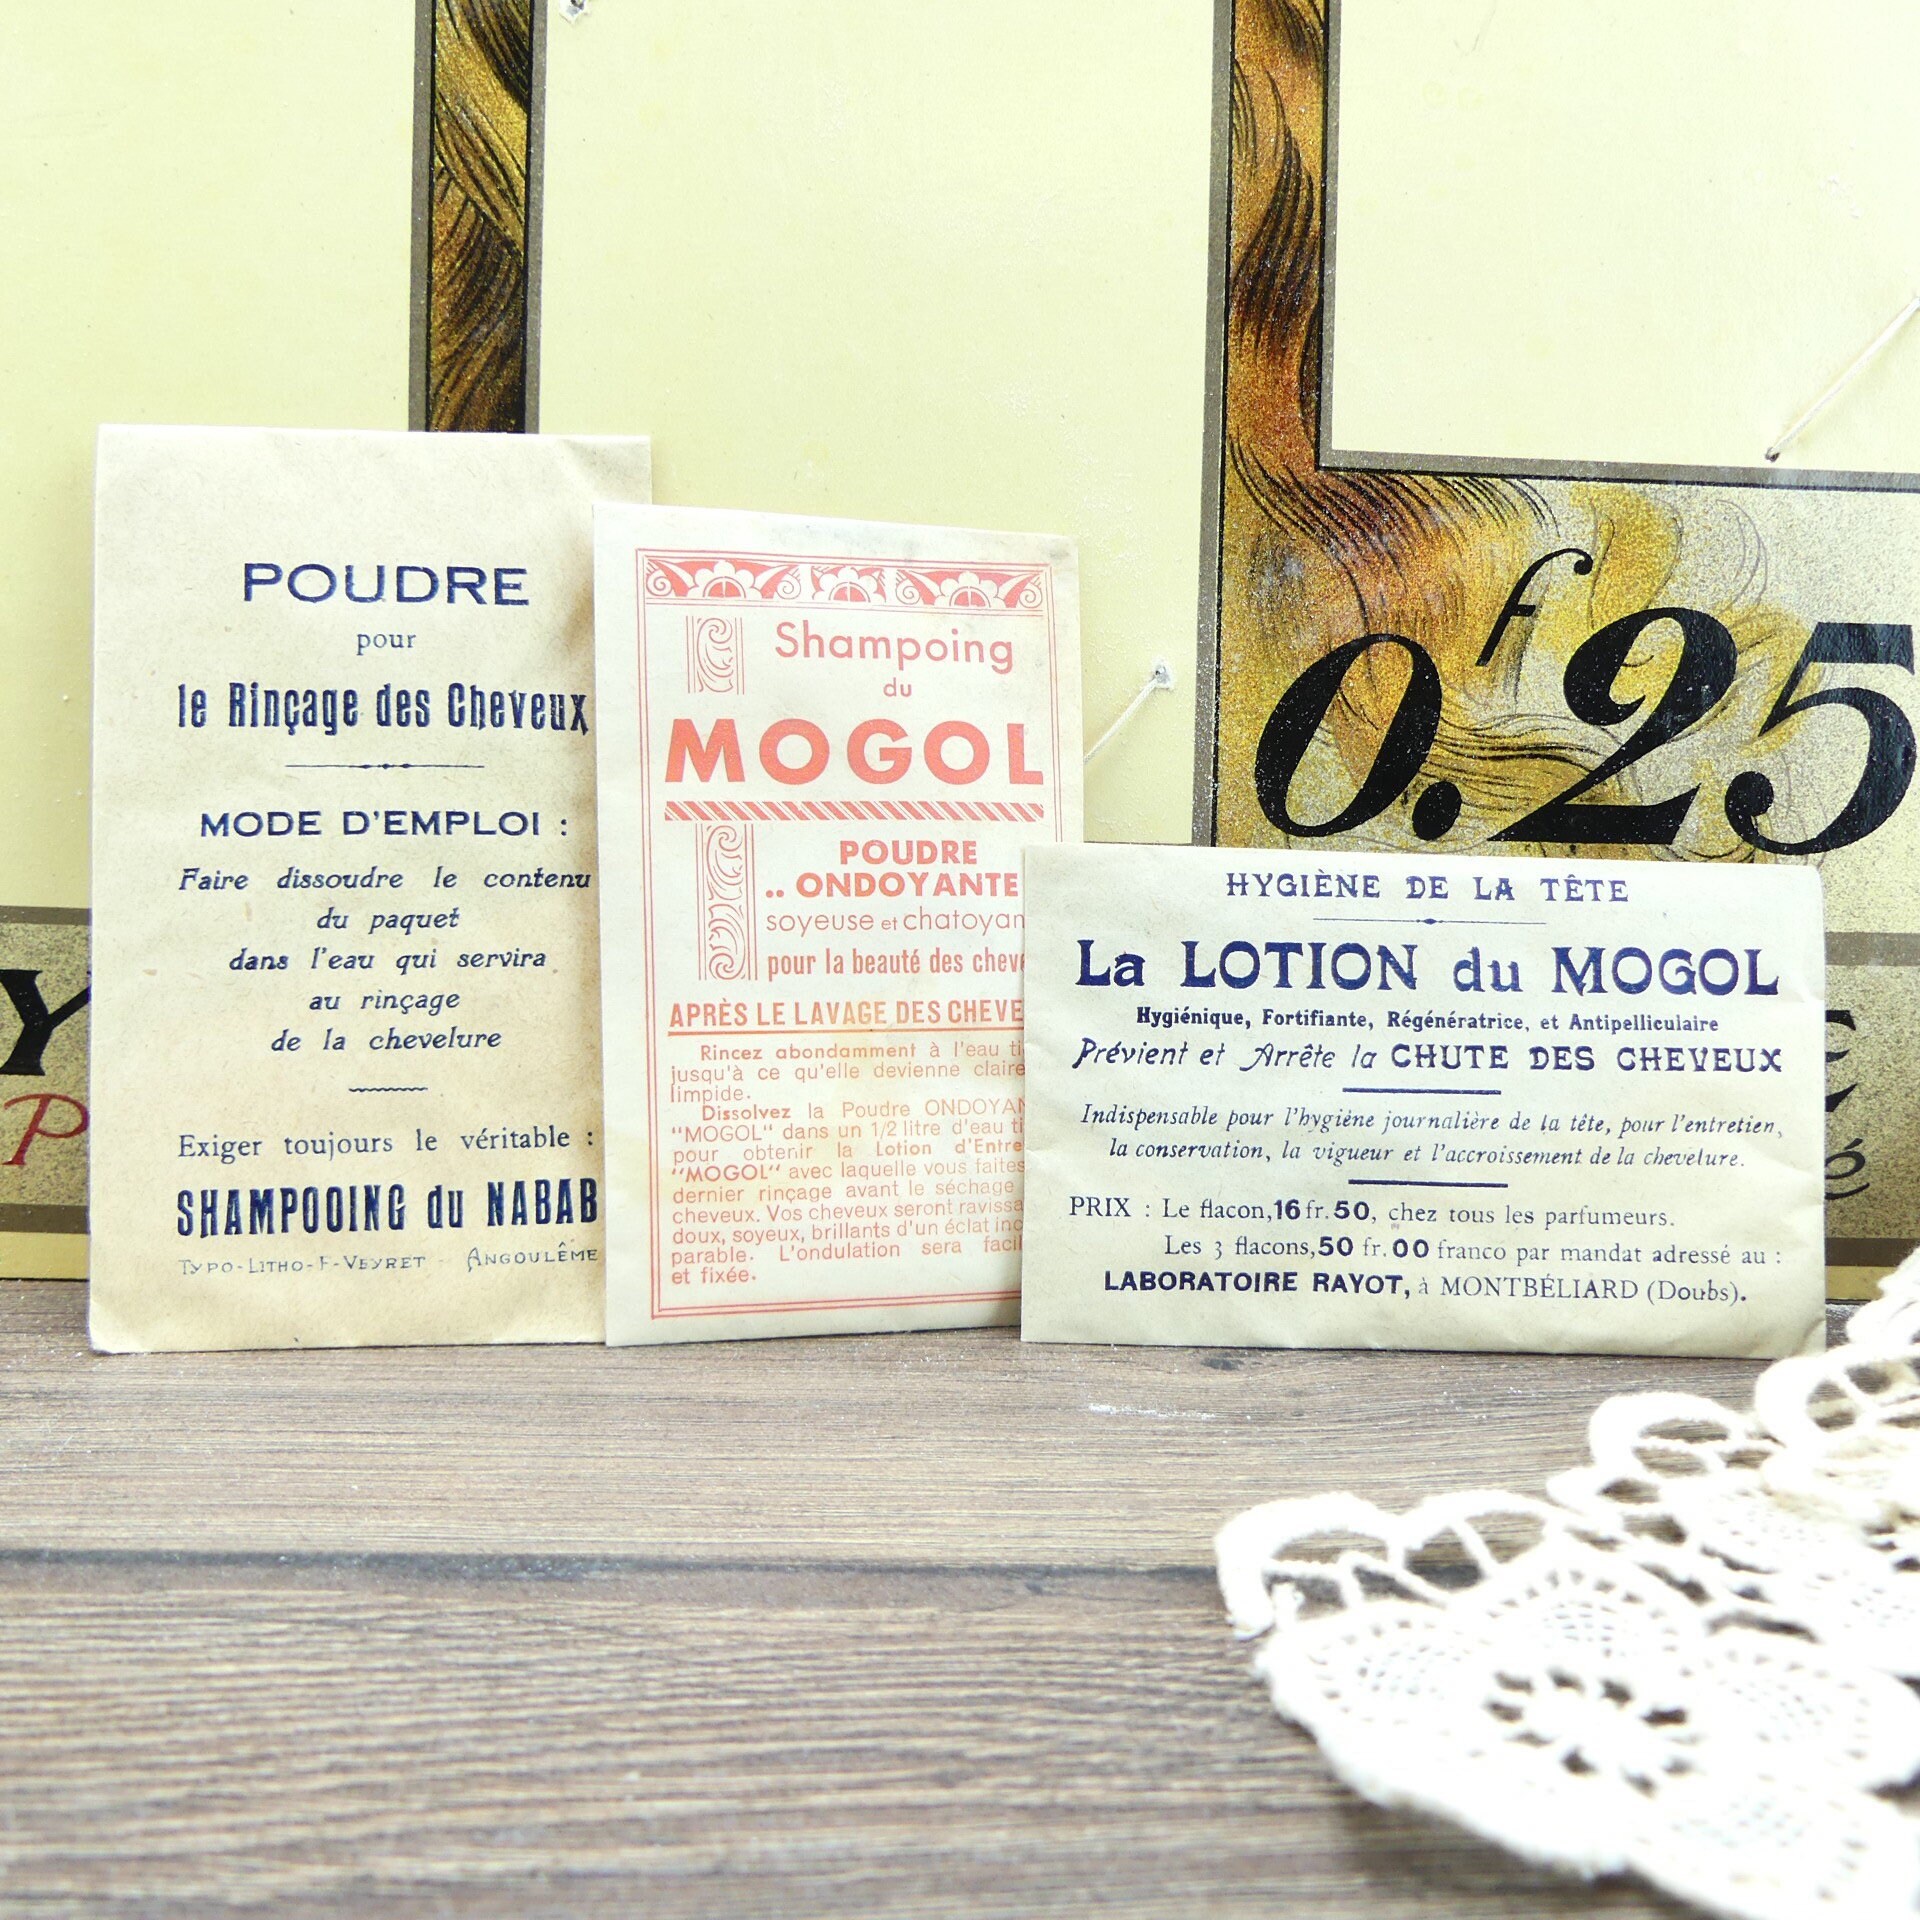 POUDRE
pour
le Rinçage des Cheveux
MODE D'EMPLOI :
Faire dissoudre le contenu
du paquet
dans l'eau qui servira
au rinçage
de la chevelure
Exiger toujours le véritable :
SHAMPOOING du NABAB
TYPO-LITHO-F-VEYRET - ANGOULÊME
Shampoing
du
MOGOL
POUDRE
.. ONDOYANTE
soyeuse et
pour la beauté des
APRÈS LE LAVAGE DES
Rincez abondamment à l'eau
jusqu'à ce qu'elle devienne claire
limpide.
Dissolvez la Poudre
"MOGOL" dans un 1/2 litre d'eau
pour obtenir la Lotion
"MOGOL" avec laquelle vous faites
dernier rinçage avant le séchage
cheveux. Vos cheveux seront
doux, soyeux, brillants d'un éclat
parable. L'ondulation sera
et fixée.
HYGIÈNE DE LA TÊTE
La LOTION du MOGOL
Hygiénique, Fortifiante, Régénératrice, et Antipelliculaire
Prévient et Arrête la CHUTE DES CHEVEUX
Indispensable pour l'hygiène journalière de la tête, pour l'entretien,
la conservation, la vigueur et l'accroissement de la chevelure.
PRIX : Le flacon, 16 fr. 50, chez tous les parfumeurs.
Les 3 flacons, 50 fr. 00 franco par mandat adressé au :
LABORATOIRE RAYOT, à MONTBÉLIARD (Doubs).
0.f25
Y
P
é